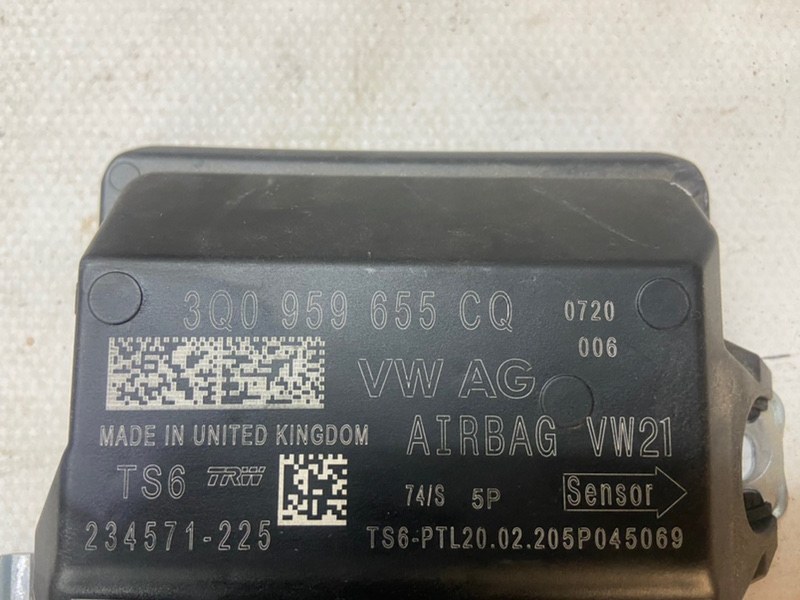 3Q0 959 655 CQ 0720
006
VW AG
MADE IN UNITED KINGDOM AIRBAG VW21
TS6 TRW 74/S 5P Sensor
234571-225 TS6-PTL20.02.205P045069